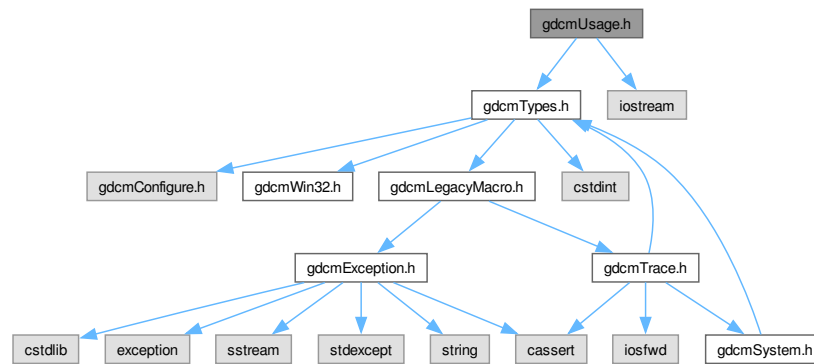 gdcmUsage.h
gdcmTypes.h
iostream
gdcmConfigure.h
gdcmWin32.h
gdcmLegacyMacro.h
cstdint
gdcmException.h
gdcmTrace.h
cstdlib
exception
sstream
stdexcept
string
cassert
iosfwd
gdcmSystem.h